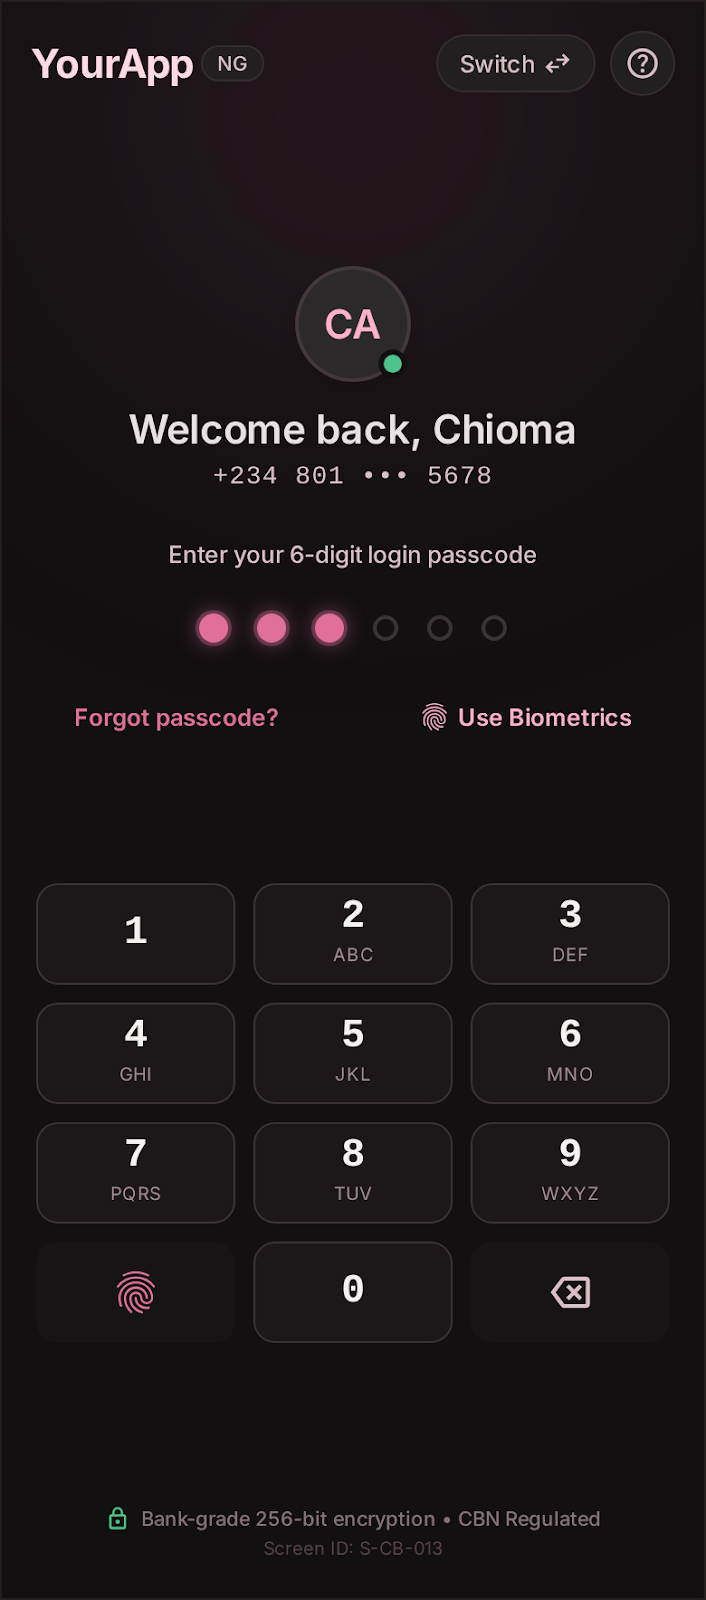 YourApp NG Switch
CA
Welcome back, Chioma
+234 801 ••• 5678
Enter your 6-digit login passcode
Forgot passcode? Use Biometrics
1 2 3
ABC DEF
4 5 6
GHI JKL MNO
7 8 9
PQRS TUV WXYZ
0
Bank-grade 256-bit encryption • CBN Regulated
Screen ID: S-CB-013